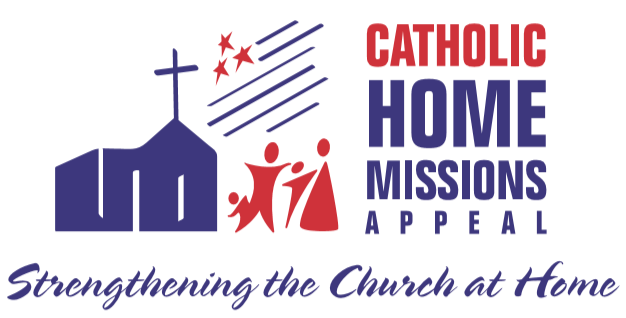 CATHOLIC
HOME
MISSIONS
APPEAL
Strengthening the Church at Home